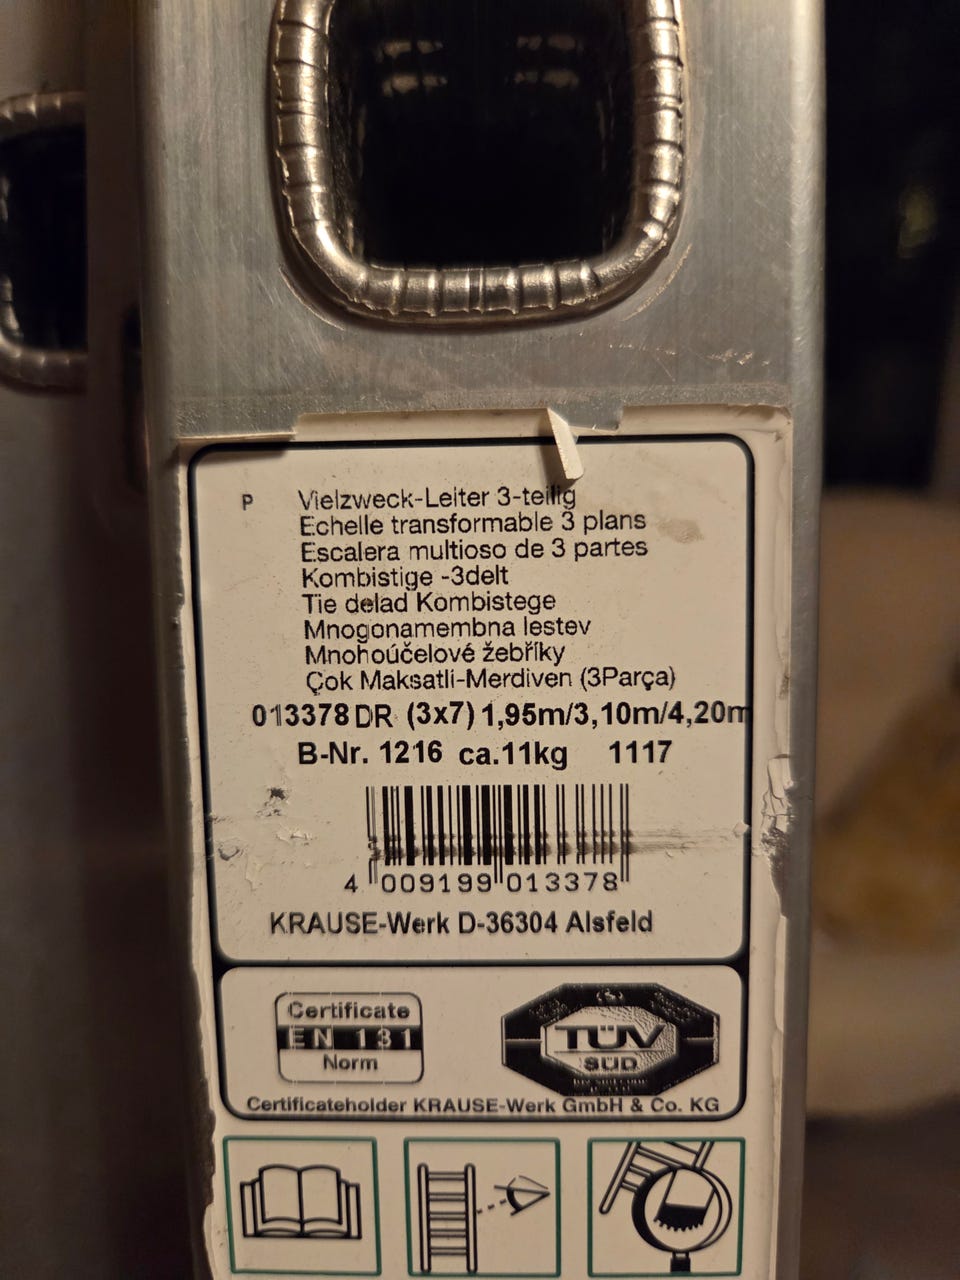 P Vielzweck-Leiter 3-teilig
Echelle transformable 3 plans
Escalera multioso de 3 partes
Kombistige -3delt
Tie delad Kombistege
Mnogonamembna lestev
Mnohoúčelové žebříky
Çok Maksatli-Merdiven (3Parça)
013378 DR (3x7) 1,95m/3,10m/4,20m
B-Nr. 1216 ca.11kg 1117
4 009199 013378
KRAUSE-Werk D-36304 Alsfeld
Certificate
EN 131
Norm
TÜV
SÜD
Certificateholder KRAUSE-Werk GmbH & Co. KG